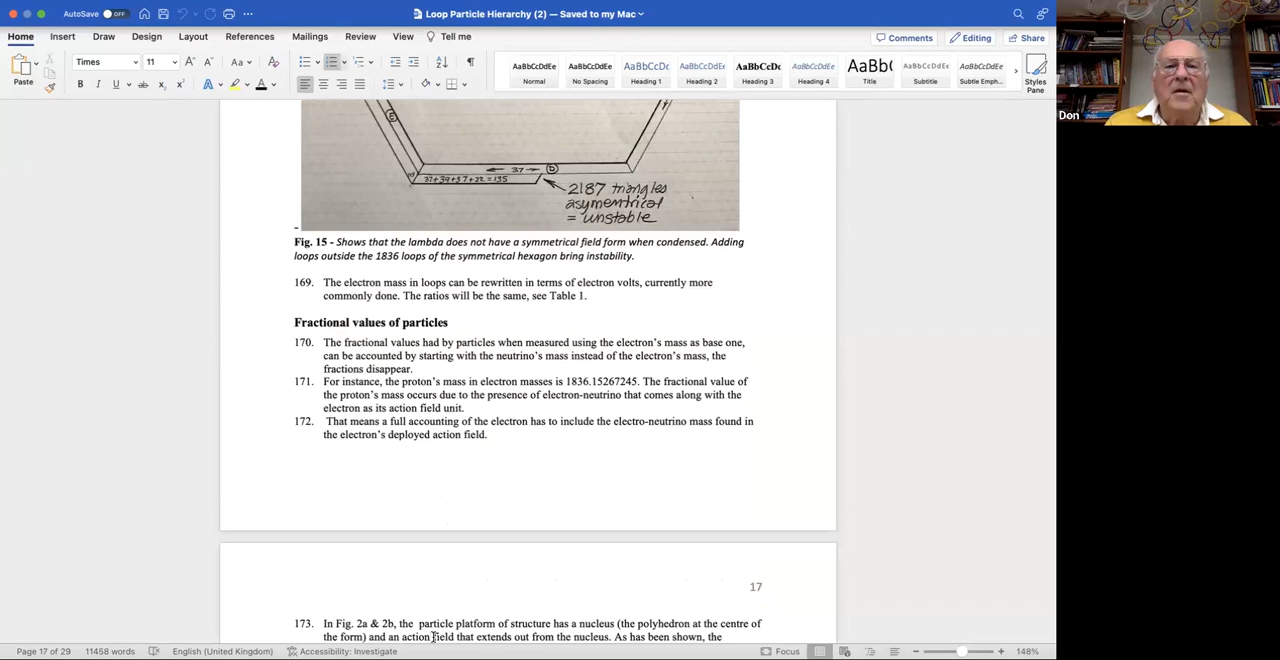 AutoSave OFF
Loop Particle Hierarchy (2) — Saved to my Mac
Home Insert Draw Design Layout References Mailings Review View Tell me
Comments Editing Share
Paste
Times 11
AaBbCcDdEe AaBbCcDdEe AaBbCcDc AaBbCcDdEe AaBbCcDc AaBbCcDdEe AaBb( AaBbCcDdEe AaBbCcDdEe
Normal No Spacing Heading 1 Heading 2 Heading 3 Heading 4 Title Subtitle Subtle Emph...
Styles Pane
Don
E
37 D
37+39+37+22=135
2187 triangles
asymentrical
= unstable
Fig. 15 - Shows that the lambda does not have a symmetrical field form when condensed. Adding
loops outside the 1836 loops of the symmetrical hexagon bring instability.
169. The electron mass in loops can be rewritten in terms of electron volts, currently more
commonly done. The ratios will be the same, see Table 1.
Fractional values of particles
170. The fractional values had by particles when measured using the electron's mass as base one,
can be accounted by starting with the neutrino's mass instead of the electron's mass, the
fractions disappear.
171. For instance, the proton's mass in electron masses is 1836.15267245. The fractional value of
the proton's mass occurs due to the presence of electron-neutrino that comes along with the
electron as its action field unit.
172. That means a full accounting of the electron has to include the electro-neutrino mass found in
the electron's deployed action field.
17
173. In Fig. 2a & 2b, the particle platform of structure has a nucleus (the polyhedron at the centre of
the form) and an action field that extends out from the nucleus. As has been shown, the
Page 17 of 29 11458 words English (United Kingdom) Accessibility: Investigate Focus 148%